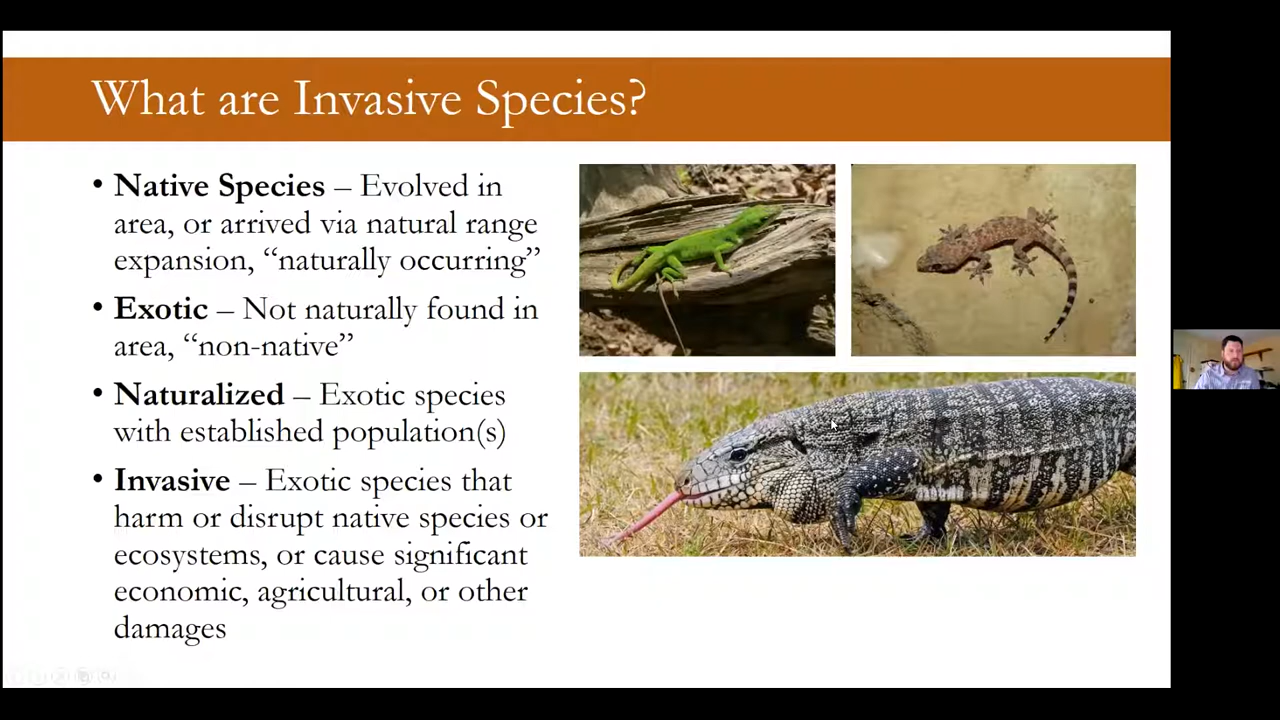 What are Invasive Species?
• Native Species – Evolved in
area, or arrived via natural range
expansion, “naturally occurring”
• Exotic – Not naturally found in
area, “non-native”
• Naturalized – Exotic species
with established population(s)
• Invasive – Exotic species that
harm or disrupt native species or
ecosystems, or cause significant
economic, agricultural, or other
damages